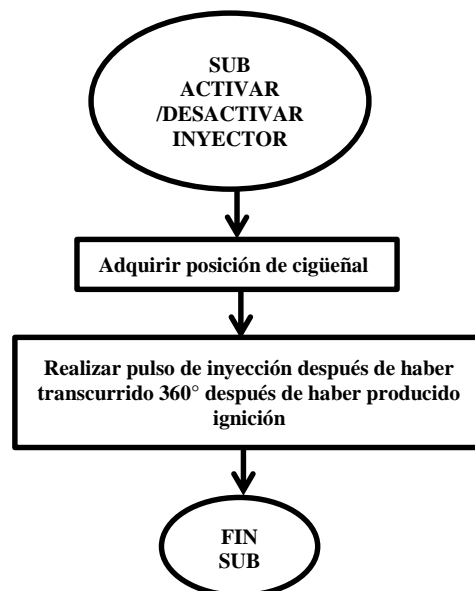 SUB
ACTIVAR
/DESACTIVAR
INYECTOR
Adquirir posición de cigüeñal
Realizar pulso de inyección después de haber
transcurrido 360° después de haber producido
ignición
FIN
SUB